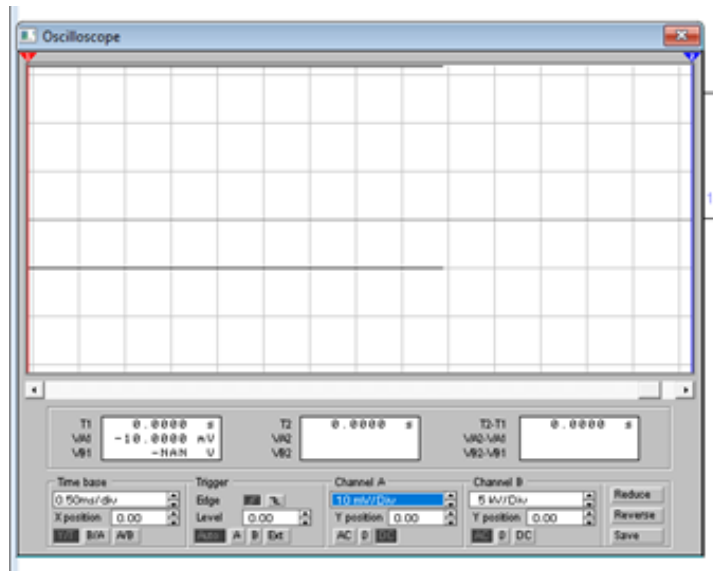 Oscilloscope
T1 0.0000 s T2 0.0000 s T2-T1 0.0000 s
VA1 -10.0000 mV VA2 VA2-VA1
VB1 -NAN V VB2 VB2-VB1
Time base Trigger Channel A Channel B
0.50ms/div Edge 10 mV/Div 5 kV/Div Reduce
X position 0.00 Level 0.00 Y position 0.00 Y position 0.00 Reverse
Y/T B/A A/B Auto A B Ext AC 0 DC AC 0 DC Save